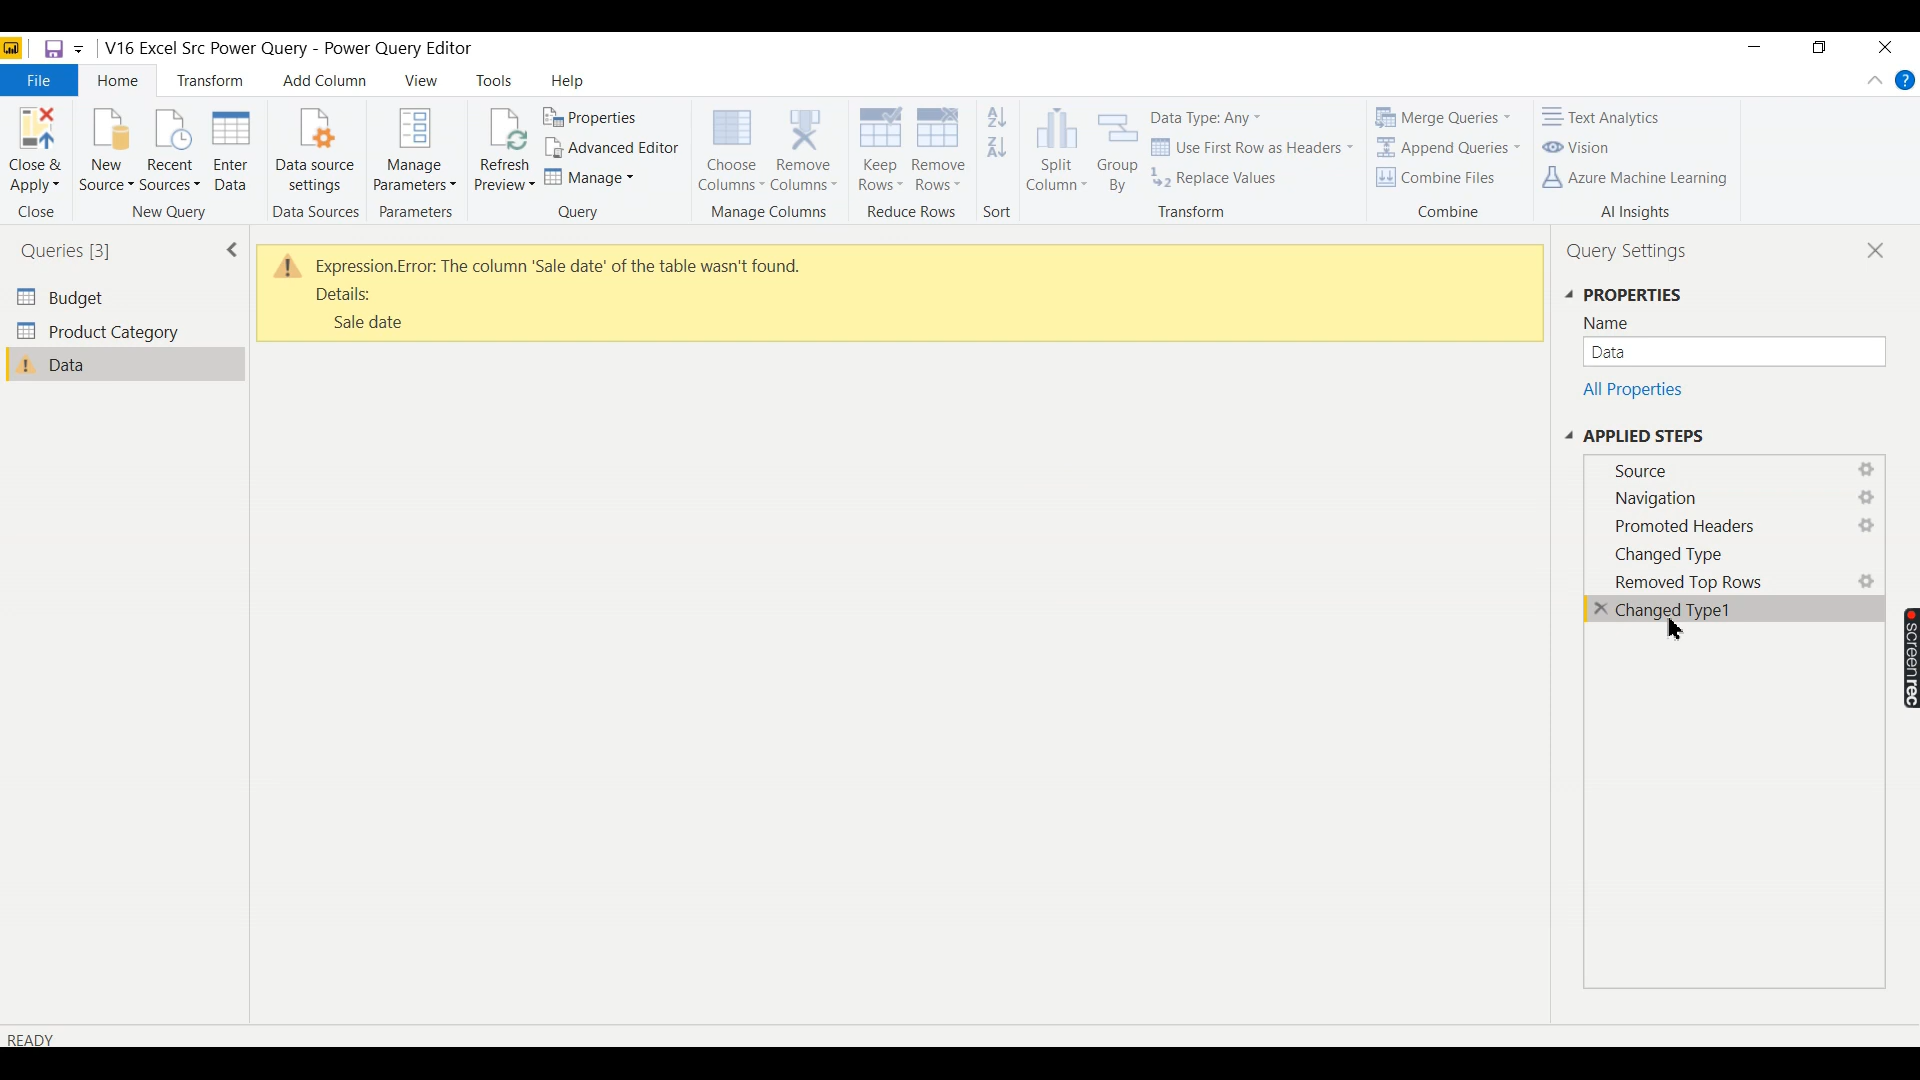 V16 Excel Src Power Query - Power Query Editor
File Home Transform Add Column View Tools Help
Close & Apply
Close
New Source
Recent Sources
Enter Data
New Query
Data source settings
Data Sources
Manage Parameters
Parameters
Refresh Preview
Properties
Advanced Editor
Manage
Query
Choose Columns
Remove Columns
Manage Columns
Keep Rows
Remove Rows
Reduce Rows
A Z
Z A
Sort
Split Column
Group By
Data Type: Any
Use First Row as Headers
1 2 Replace Values
Transform
Merge Queries
Append Queries
Combine Files
Combine
Text Analytics
Vision
Azure Machine Learning
AI Insights
Queries [3]
Budget
Product Category
Data
Expression.Error: The column 'Sale date' of the table wasn't found.
Details:
Sale date
Query Settings
PROPERTIES
Name
Data
All Properties
APPLIED STEPS
Source
Navigation
Promoted Headers
Changed Type
Removed Top Rows
Changed Type1
screenrec
READY